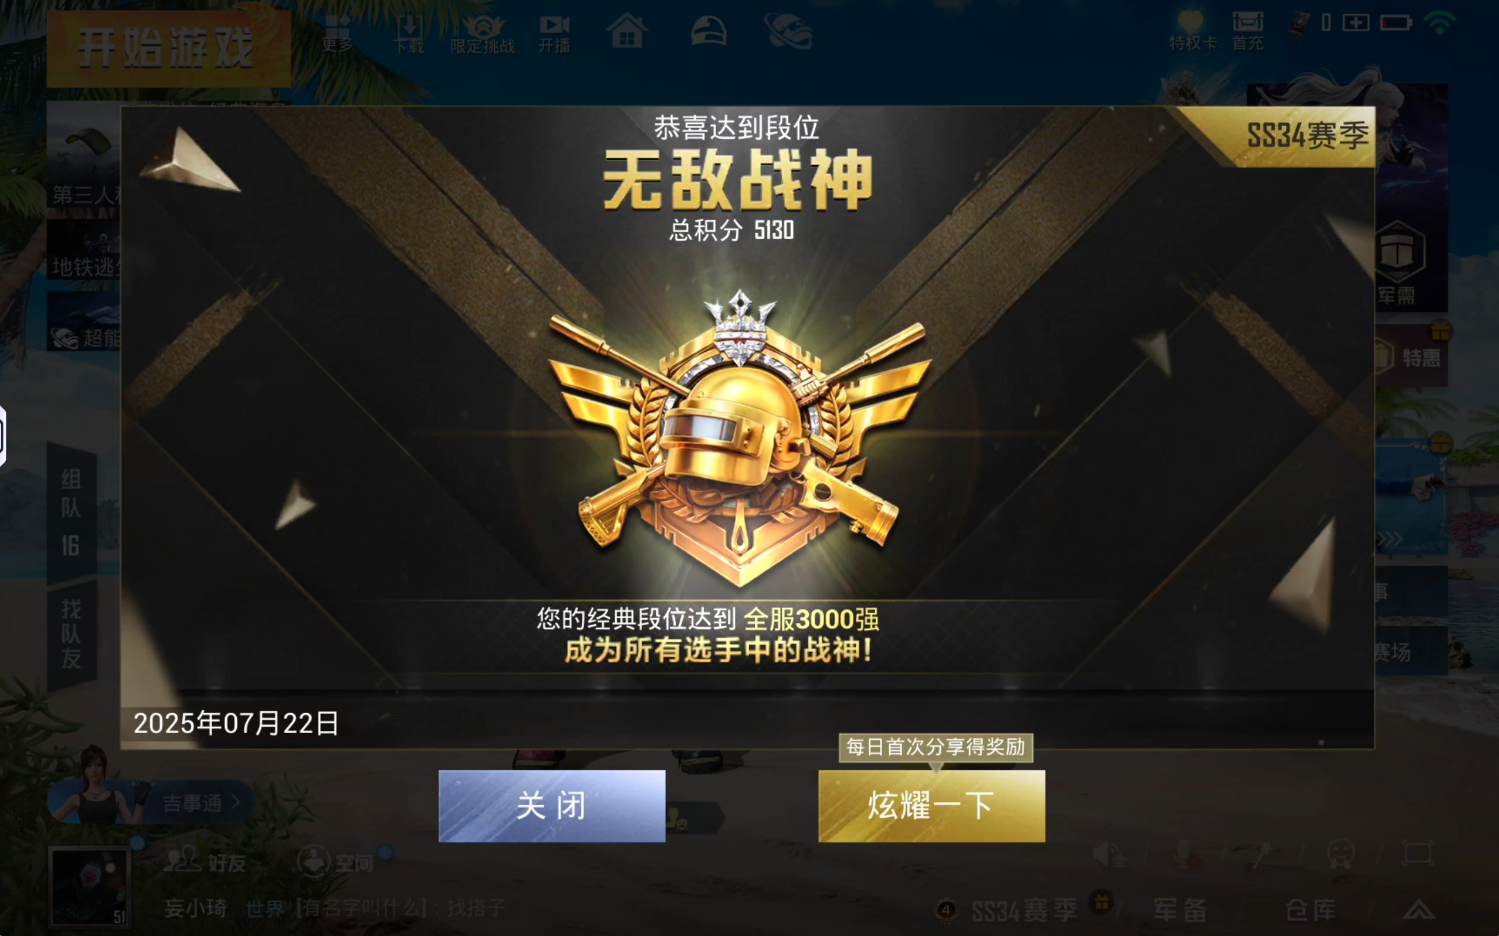 开始游戏
更多
下载
限定挑战
开播
特权卡
首充
恭喜达到段位
无敌战神
总积分 5130
SS34赛季
第三人
地铁逃
超能
军需
特惠
组队
16
找队友
您的经典段位达到 全服3000强
成为所有选手中的战神！
赛场
2025年07月22日
每日首次分享得奖励
关闭
炫耀一下
吉事通
好友
空间
51
妄小琦 世界 [有名字叫什么]：找搭子
4
SS34赛季
军备
仓库